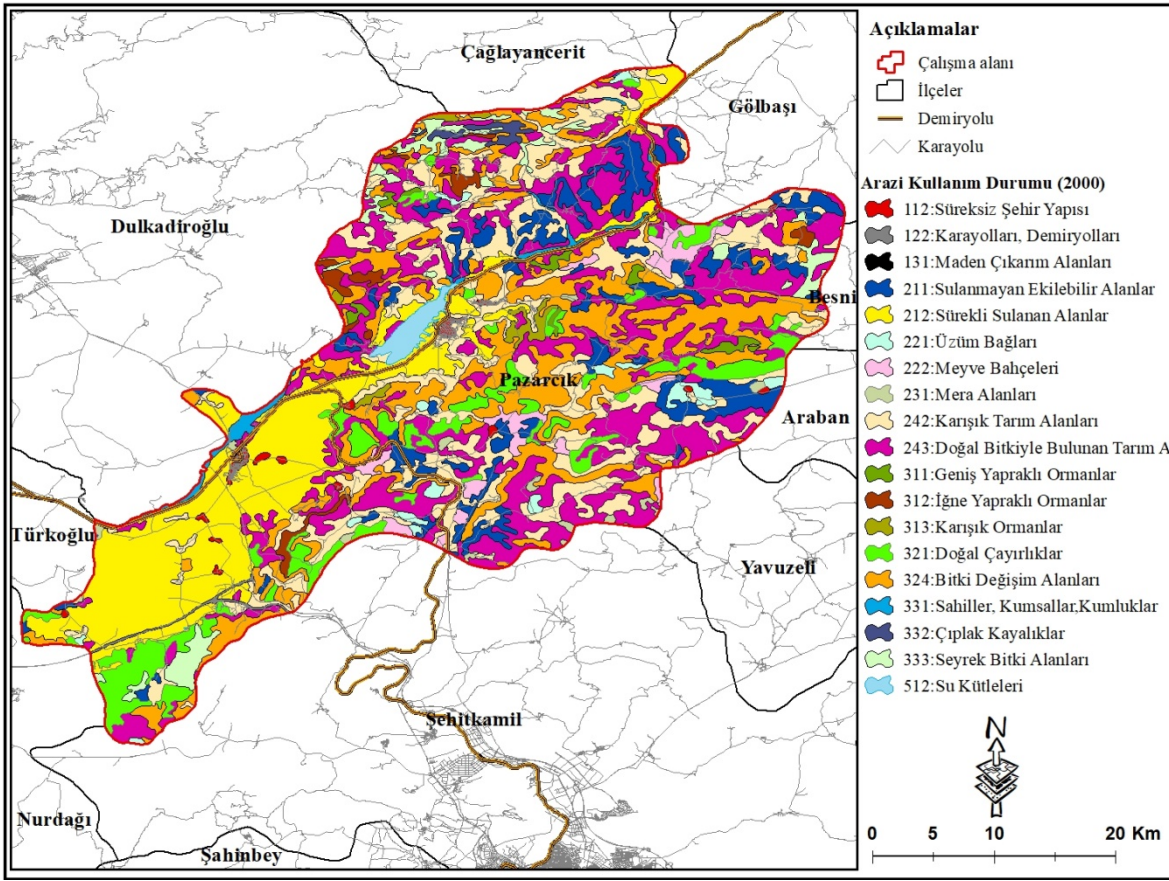 Çağlayancerit
Gölbaşı
Dulkadiroğlu
Besni
Pazarcık
Araban
Türkoğlu
Yavuzeli
Şehitkamil
Nurdağı
Şahinbey
Açıklamalar
Çalışma alanı
İlçeler
Demiryolu
Karayolu
Arazi Kullanım Durumu (2000)
112:Süreksiz Şehir Yapısı
122:Karayolları, Demiryolları
131:Maden Çıkarım Alanları
211:Sulanmayan Ekilebilir Alanlar
212:Sürekli Sulanan Alanlar
221:Üzüm Bağları
222:Meyve Bahçeleri
231:Mera Alanları
242:Karışık Tarım Alanları
243:Doğal Bitkiyle Bulunan Tarım A
311:Geniş Yapraklı Ormanlar
312:İğne Yapraklı Ormanlar
313:Karışık Ormanlar
321:Doğal Çayırlıklar
324:Bitki Değişim Alanları
331:Sahiller, Kumsallar,Kumluklar
332:Çıplak Kayalıklar
333:Seyrek Bitki Alanları
512:Su Kütleleri
N
0 5 10 20 Km